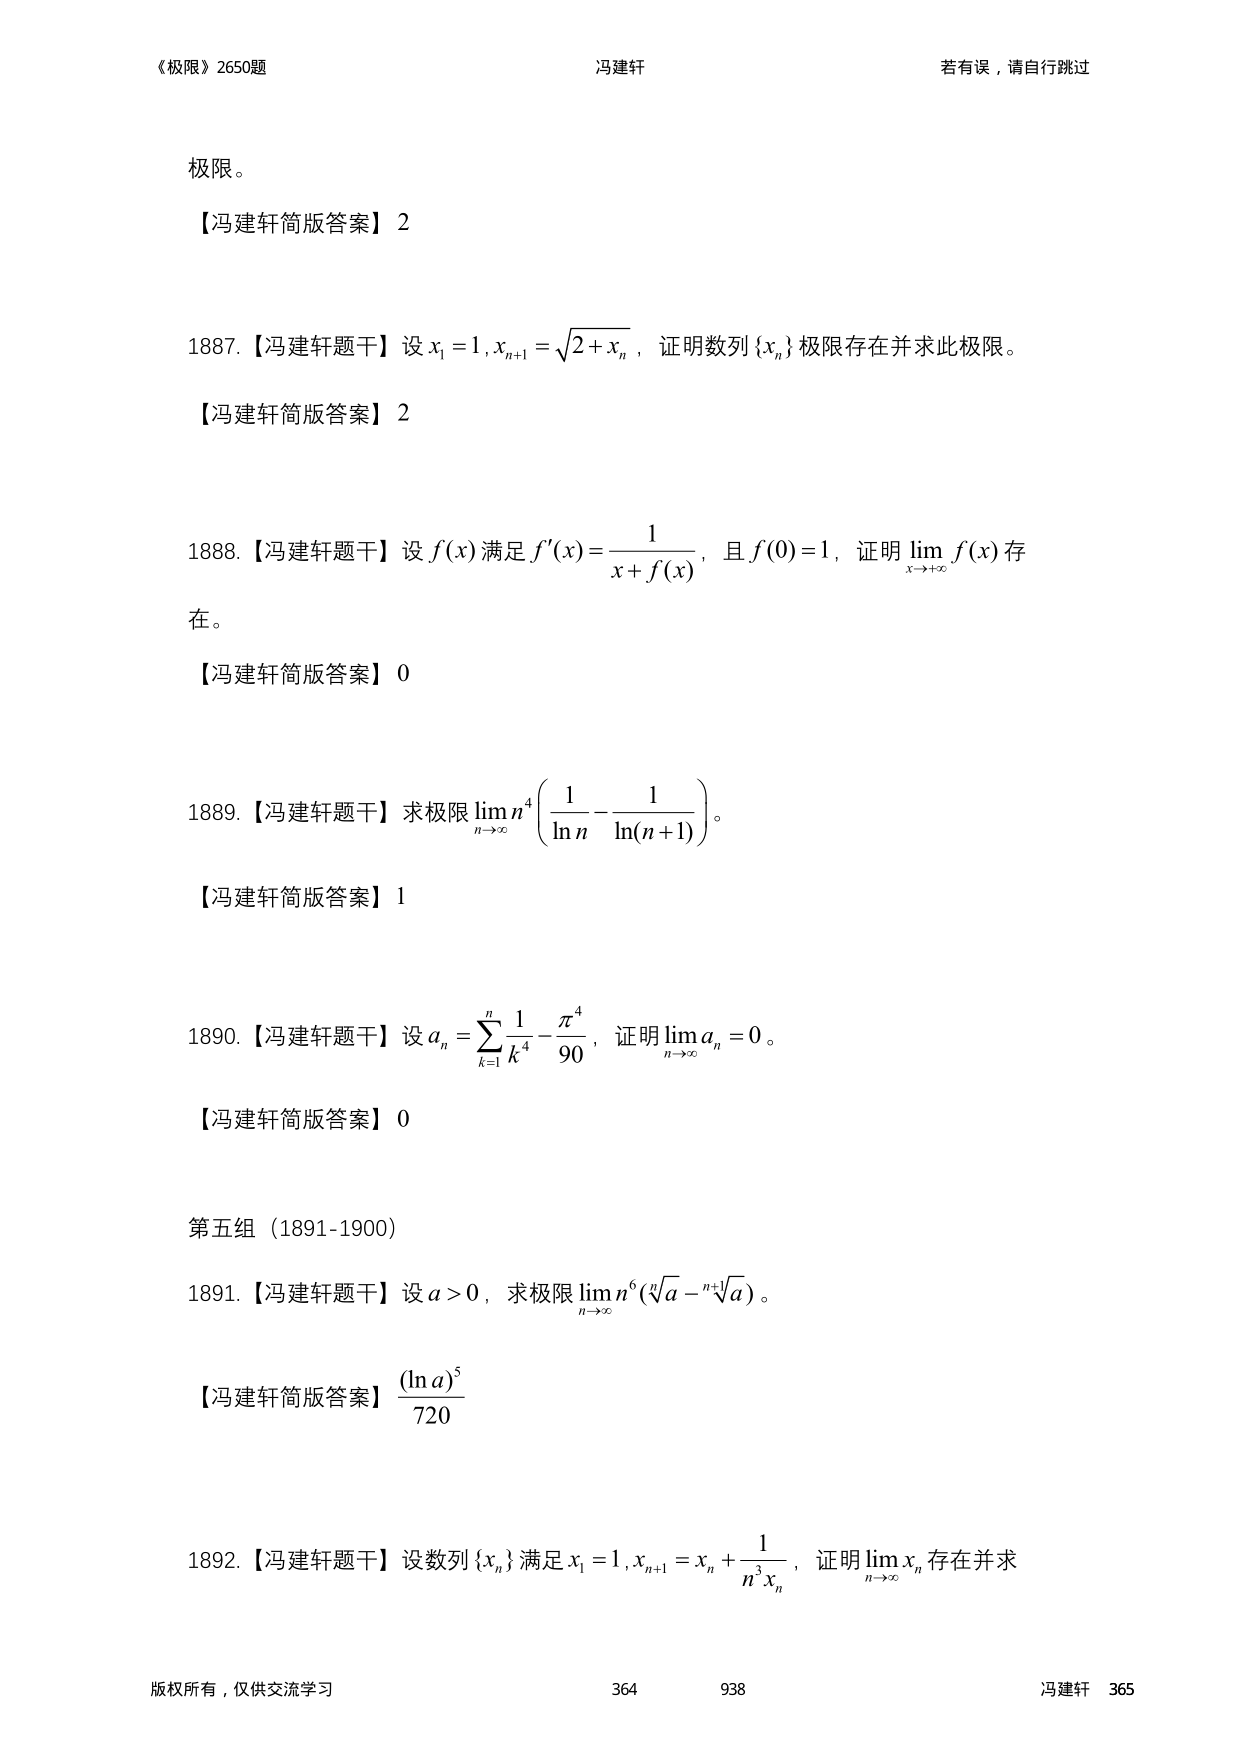 《极限》2650题 冯建轩 若有误，请自行跳过
极限。
【冯建轩简版答案】2
1887.【冯建轩题干】设 x₁ = 1, xₙ₊₁ = √(2 + xₙ)，证明数列{xₙ}极限存在并求此极限。
【冯建轩简版答案】2
1888.【冯建轩题干】设 f(x)满足 f′(x) = 1/(x + f(x))，且 f(0) = 1，证明 lim_{x→+∞} f(x) 存
在。
【冯建轩简版答案】0
1889.【冯建轩题干】求极限 lim_{n→∞} n⁴(1/ln n − 1/ln(n+1))。
【冯建轩简版答案】1
1890.【冯建轩题干】设 aₙ = ∑_{k=1}^{n} 1/k⁴ − π⁴/90，证明 lim_{n→∞} aₙ = 0。
【冯建轩简版答案】0
第五组（1891-1900）
1891.【冯建轩题干】设 a > 0，求极限 lim_{n→∞} n⁶(ⁿ√a − ⁿ⁺¹√a)。
【冯建轩简版答案】(ln a)⁵/720
1892.【冯建轩题干】设数列{xₙ}满足 x₁ = 1, xₙ₊₁ = xₙ + 1/(n³xₙ)，证明 lim_{n→∞} xₙ 存在并求
版权所有，仅供交流学习 364 938 冯建轩 365